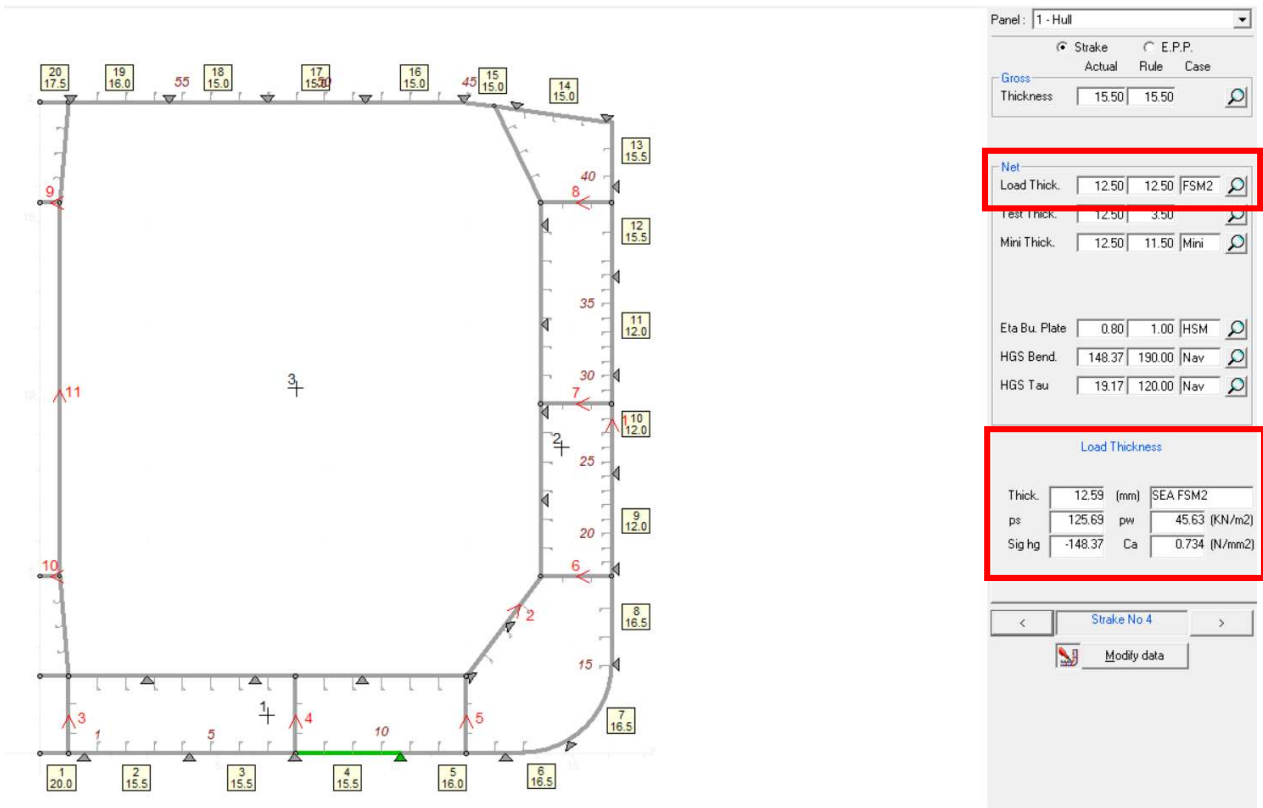 Panel : 1 - Hull
Strake E.P.P.
Actual Rule Case
Gross
Thickness 15.50 15.50
Net
Load Thick. 12.50 12.50 FSM2
Test Thick. 12.50 3.50
Mini Thick. 12.50 11.50 Mini
Eta Bu. Plate 0.80 1.00 HSM
HGS Bend. 148.37 190.00 Nav
HGS Tau 19.17 120.00 Nav
Load Thickness
Thick. 12.59 (mm) SEA FSM2
ps 125.69 pw 45.63 (KN/m2)
Sig hg -148.37 Ca 0.734 (N/mm2)
< Strake No 4 >
Modify data
20 19 55 18 17 16 45 15 14
17.5 16.0 15.0 15.0 15.0 15.0
13
15.5
40
9 8
12
15.5
35
11
12.0
3
30
11 7
10
12.0
2
1
25
9
12.0
20
10 6
8
16.5
2
15
7
16.5
1
3 1 5 4 10 5
1 2 3 4 5 6
20.0 15.5 15.5 15.5 16.0 16.5